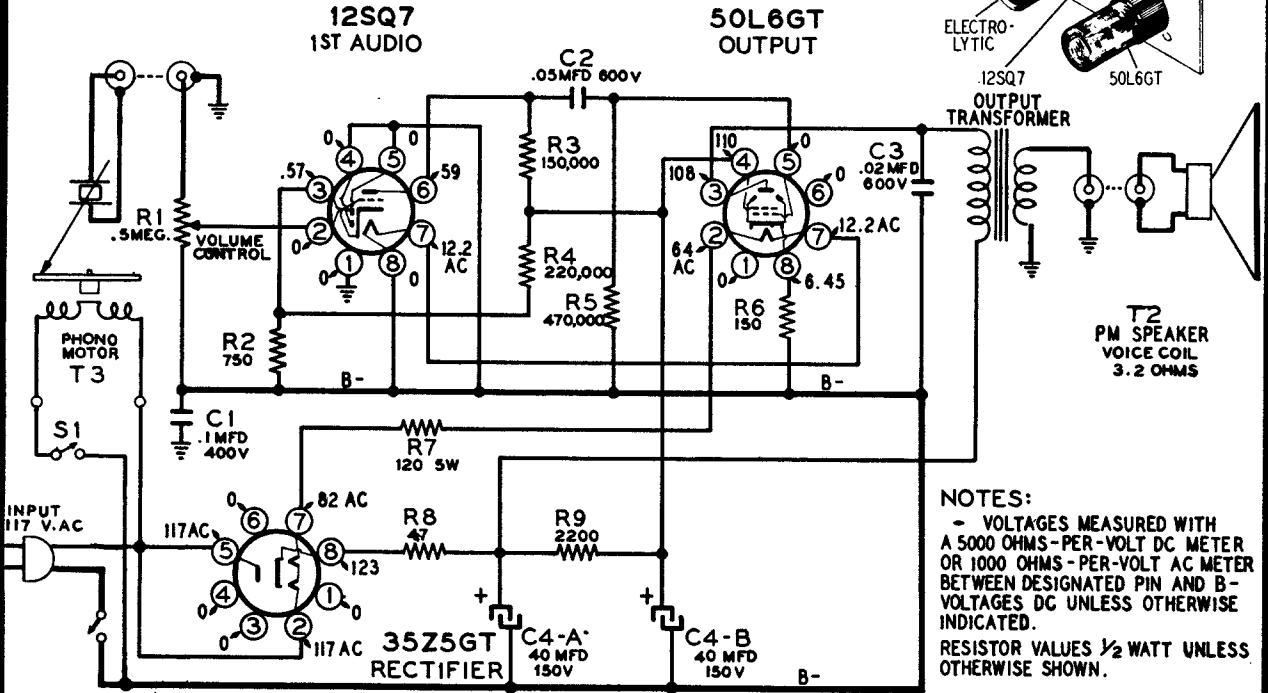 12SQ7
1ST AUDIO
50L6GT
OUTPUT
ELECTRO-
LYTIC
12SQ7
50L6GT
OUTPUT
TRANSFORMER
C2
.05MFD 600V
R3
150,000
R4
220,000
R5
470,000
C3
.02 MFD
600V
R1
.5MEG.
VOLUME
CONTROL
0
4
0
5
.57
3
6
59
0
2
7
12.2
AC
0
1
8
0
110
4
0
5
108
3
6
0
64
AC
2
7
12.2 AC
0
1
8
6.45
R6
150
R2
750
B-
B-
PHONO
MOTOR
T3
T2
PM SPEAKER
VOICE COIL
3.2 OHMS
S1
C1
.1MFD
400V
R7
120 5W
INPUT
117 V.AC
117AC
0
6
7
82 AC
5
8
123
0
4
1
0
0
3
2
117 AC
35Z5GT
RECTIFIER
R8
47
R9
2200
+
C4-A
40 MFD
150V
+
C4-B
40 MFD
150V
B-
NOTES:
- VOLTAGES MEASURED WITH
A 5000 OHMS-PER-VOLT DC METER
OR 1000 OHMS-PER-VOLT AC METER
BETWEEN DESIGNATED PIN AND B-
VOLTAGES DC UNLESS OTHERWISE
INDICATED.
RESISTOR VALUES ½ WATT UNLESS
OTHERWISE SHOWN.